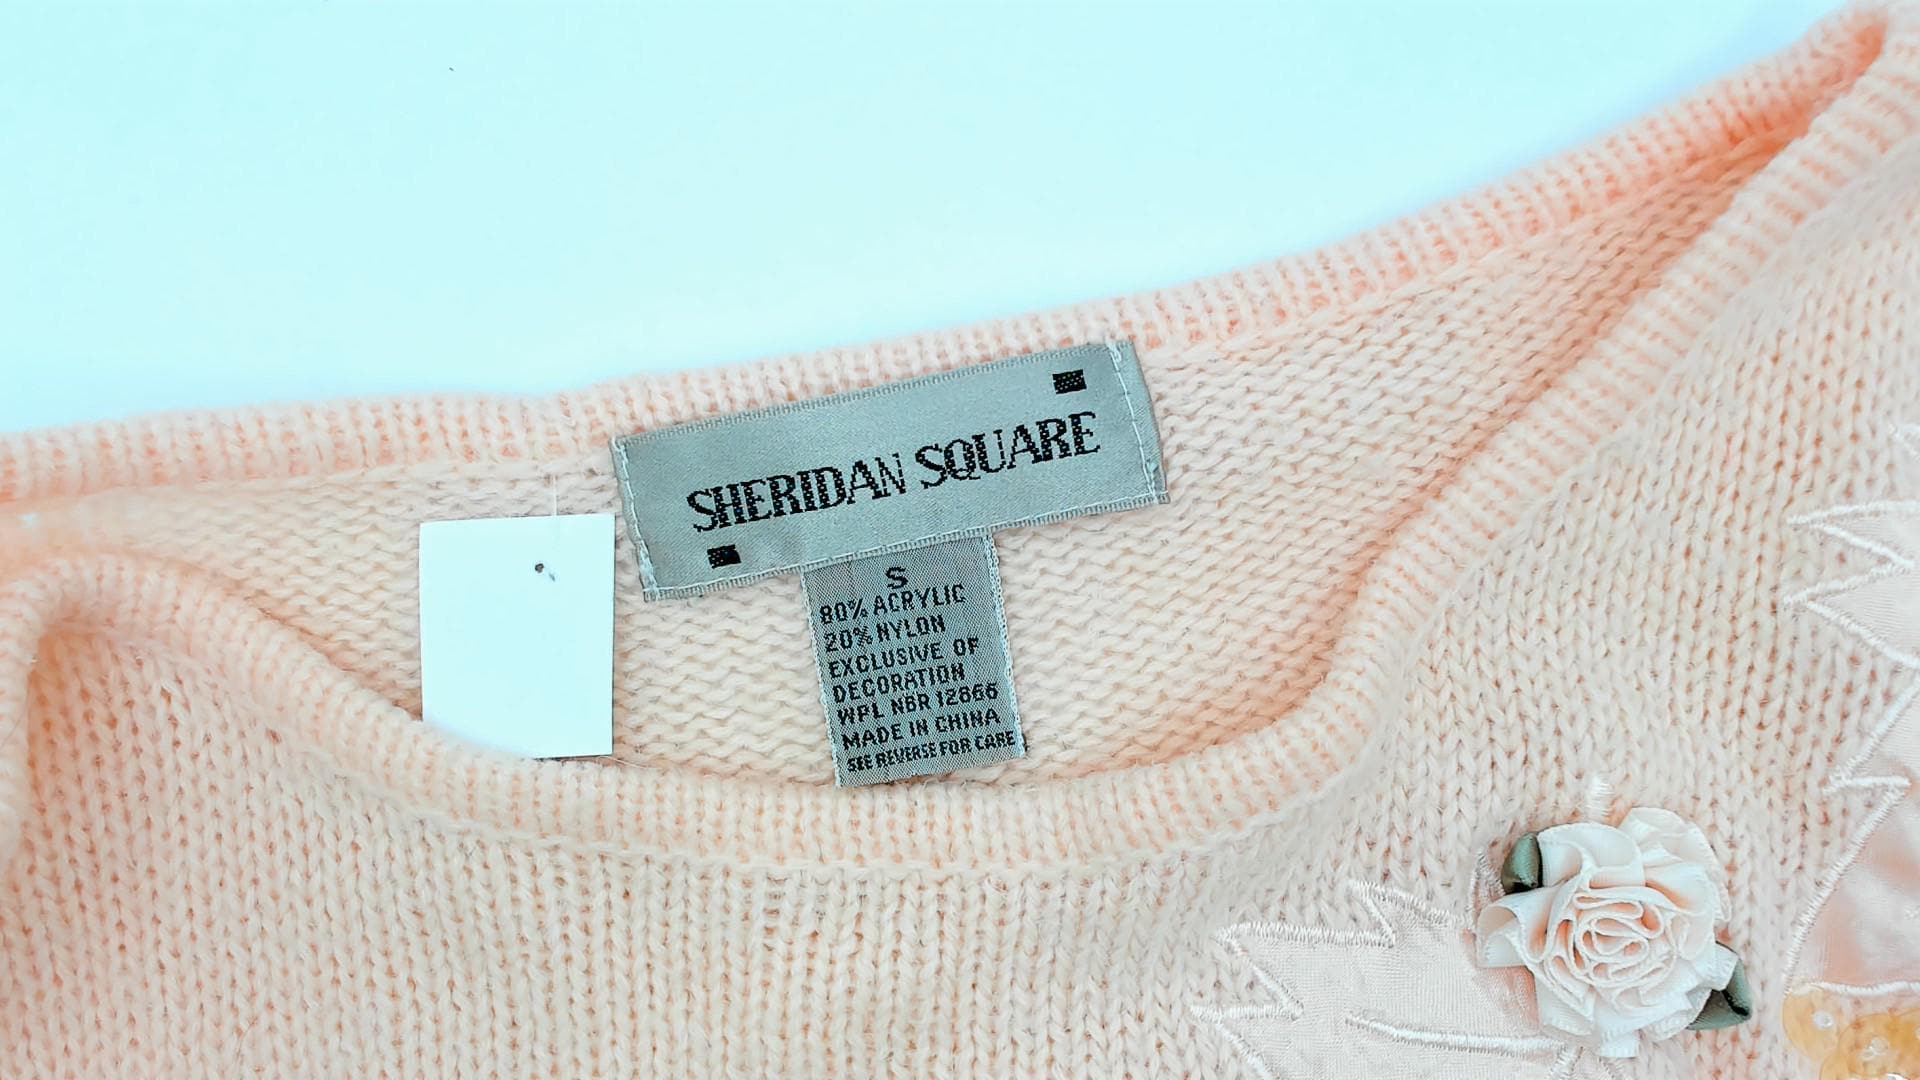 SHERIDAN SQUARE
S
80% ACRYLIC
20% NYLON
EXCLUSIVE OF
DECORATION
WPL NBR 12866
MADE IN CHINA
SEE REVERSE FOR CARE